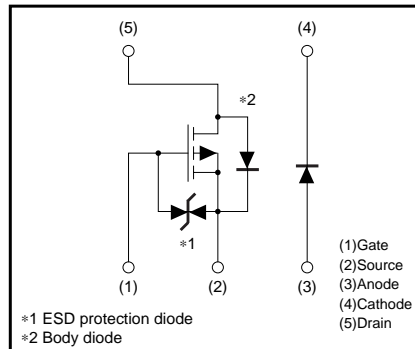 (5) (4)
∗2
∗1
(1) (2) (3)
(1)Gate
(2)Source
(3)Anode
(4)Cathode
(5)Drain
∗1 ESD protection diode
∗2 Body diode